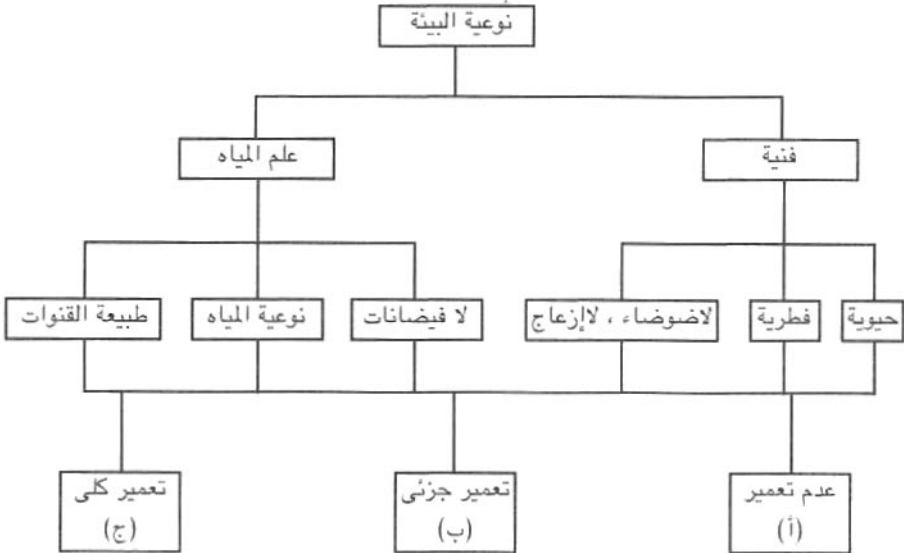 نوعية البيئة
فنية
علم المياه
حيوية
فطرية
لاضوضاء ، لاإزعاج
لا فيضانات
نوعية المياه
طبيعة القنوات
عدم تعمير
(أ)
تعمير جزئى
(ب)
تعمير كلى
(ج)